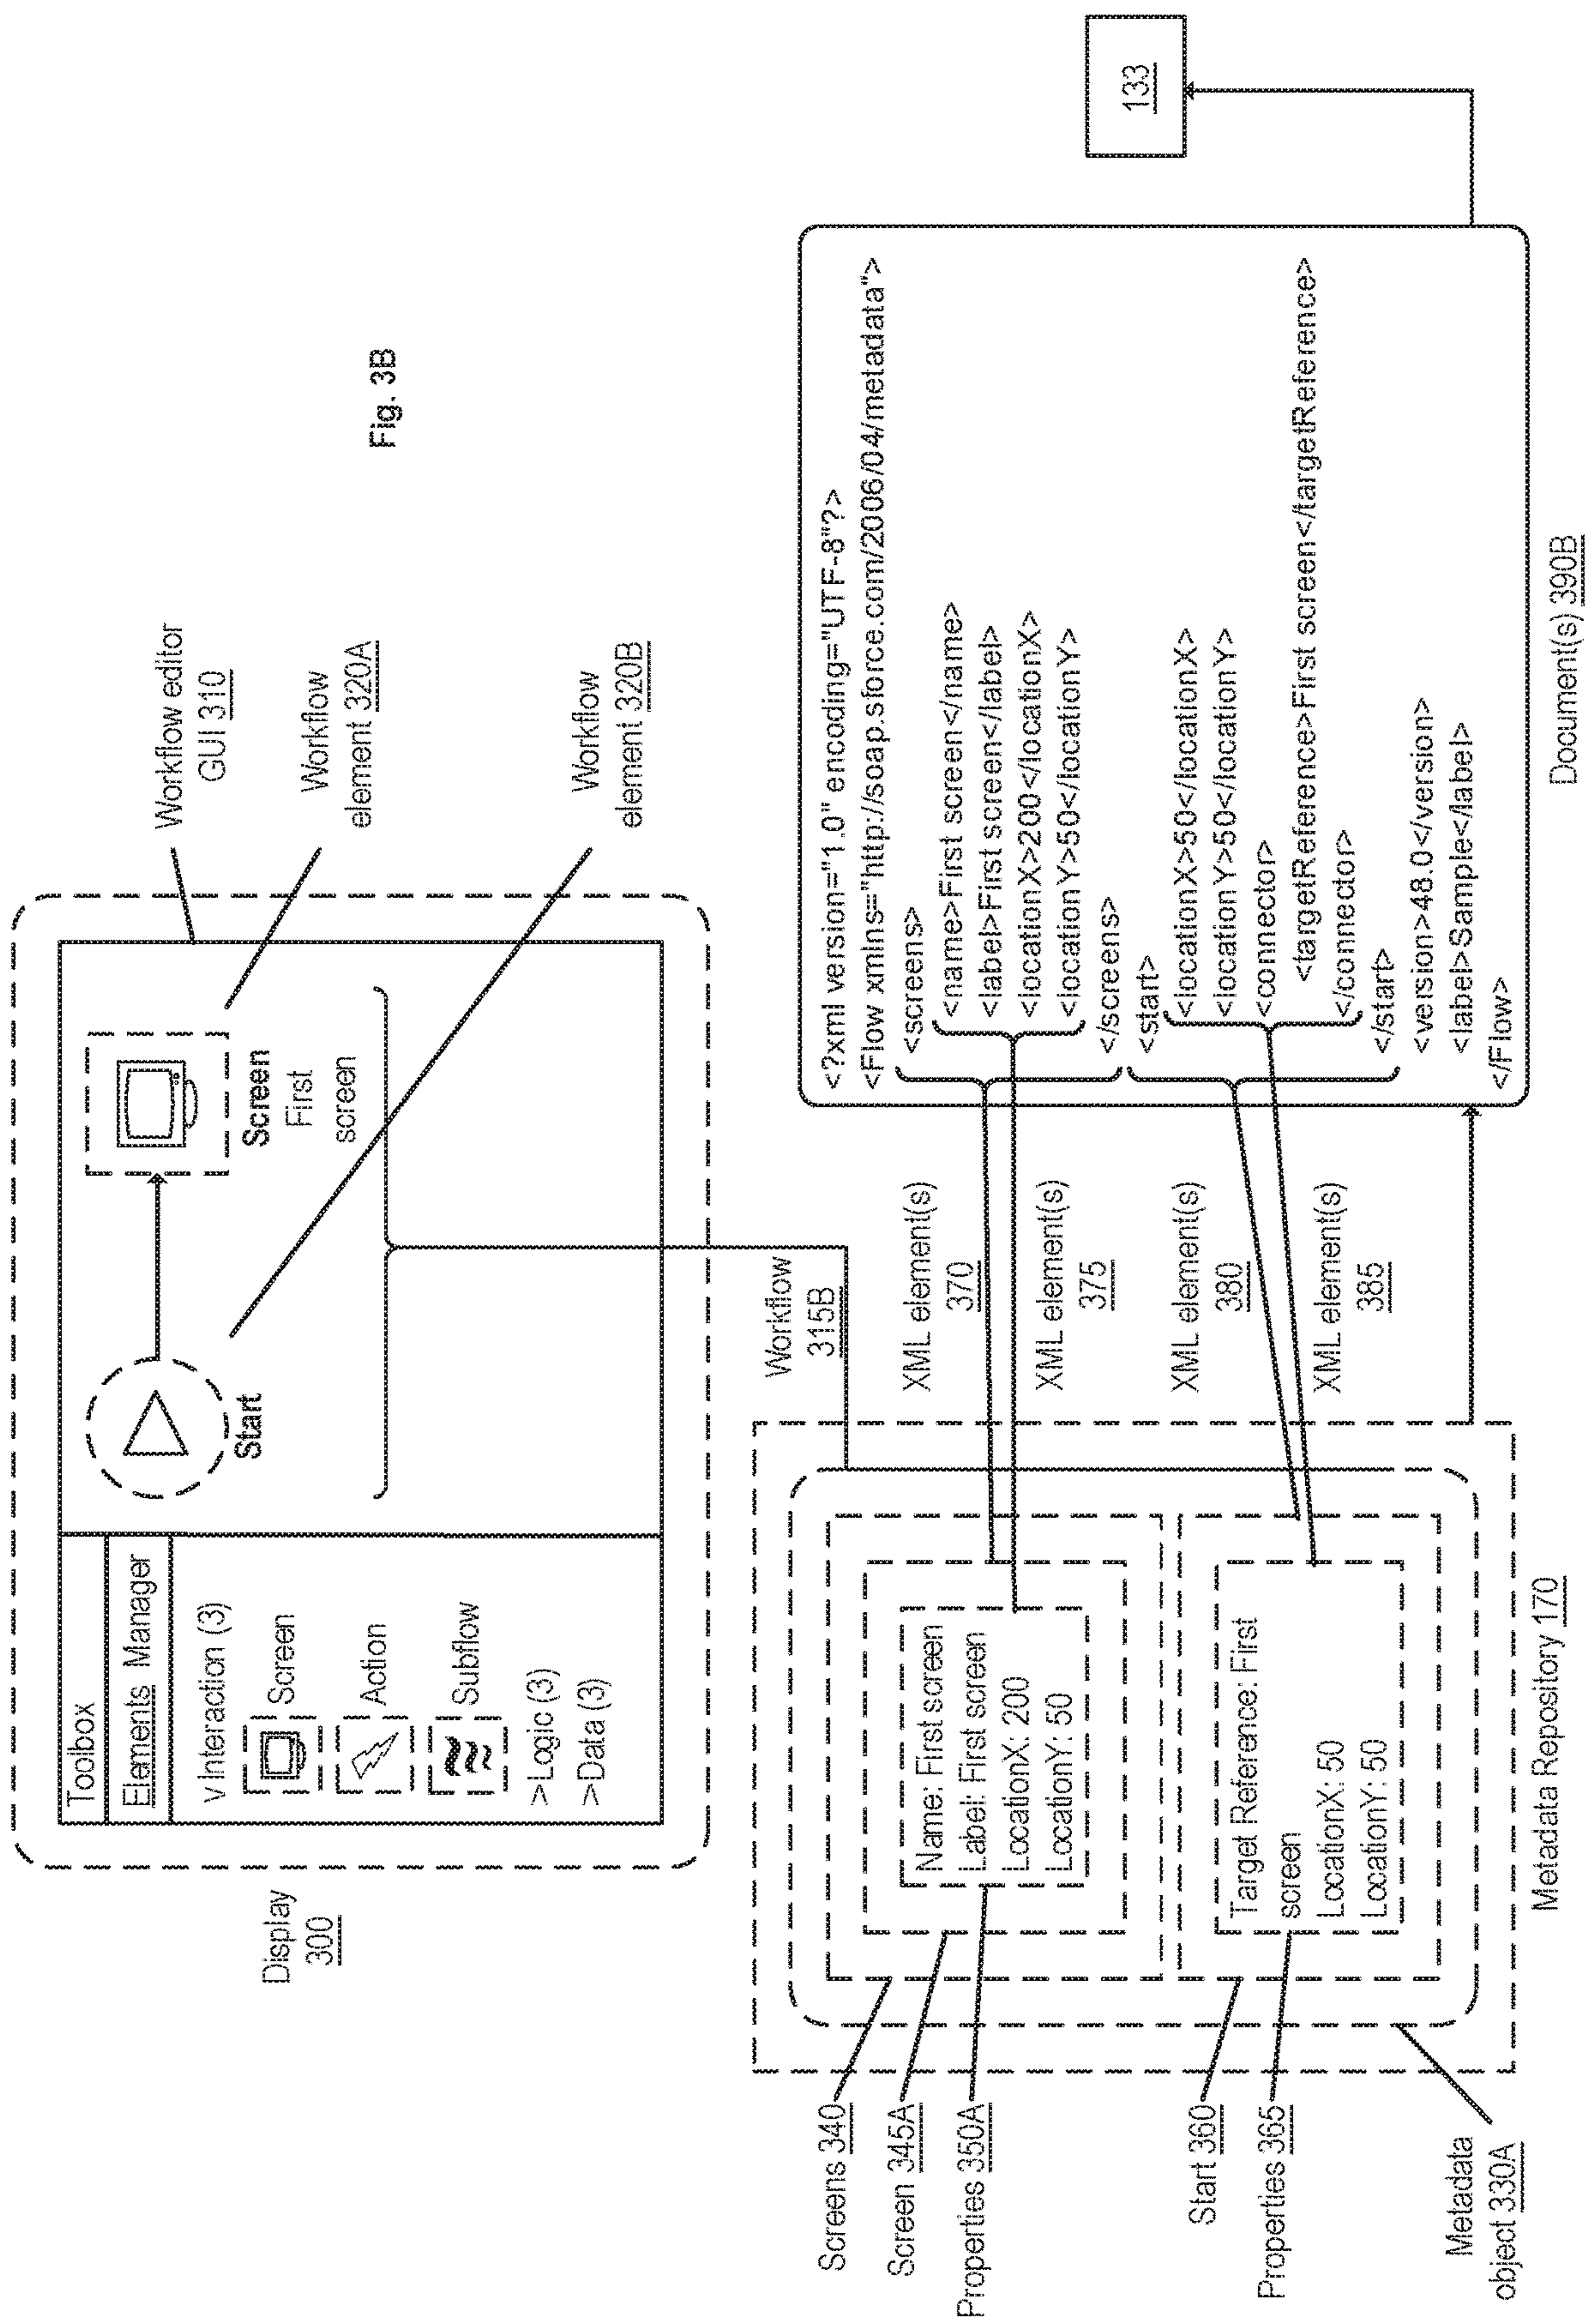 Display
300
Toolbox
Elements Manager
v Interaction (3)
Screen
Action
Subflow
>Logic (3)
>Data (3)
Start
Screen
First
screen
Workflow editor
GUI 310
Workflow
element 320A
Workflow
element 320B
Fig. 3B
Workflow
315B
Screens 340
Screen 345A
Properties 350A
Start 360
Properties 365
Metadata
object 330A
Name: First screen
Label: First screen
LocationX: 200
LocationY: 50
Target Reference: First
screen
LocationX: 50
LocationY: 50
Metadata Repository 170
XML element(s)
370
XML element(s)
375
XML element(s)
380
XML element(s)
385
<?xml version="1.0" encoding="UTF-8"?>
<Flow xmlns="http://soap.sforce.com/2006/04/metadata">
<screens>
<name>First screen</name>
<label>First screen</label>
<locationX>200</locationX>
<locationY>50</locationY>
</screens>
<start>
<locationX>50</locationX>
<locationY>50</locationY>
<connector>
<targetReference>First screen</targetReference>
</connector>
</start>
<version>48.0</version>
<label>Sample</label>
</Flow>
Document(s) 390B
133